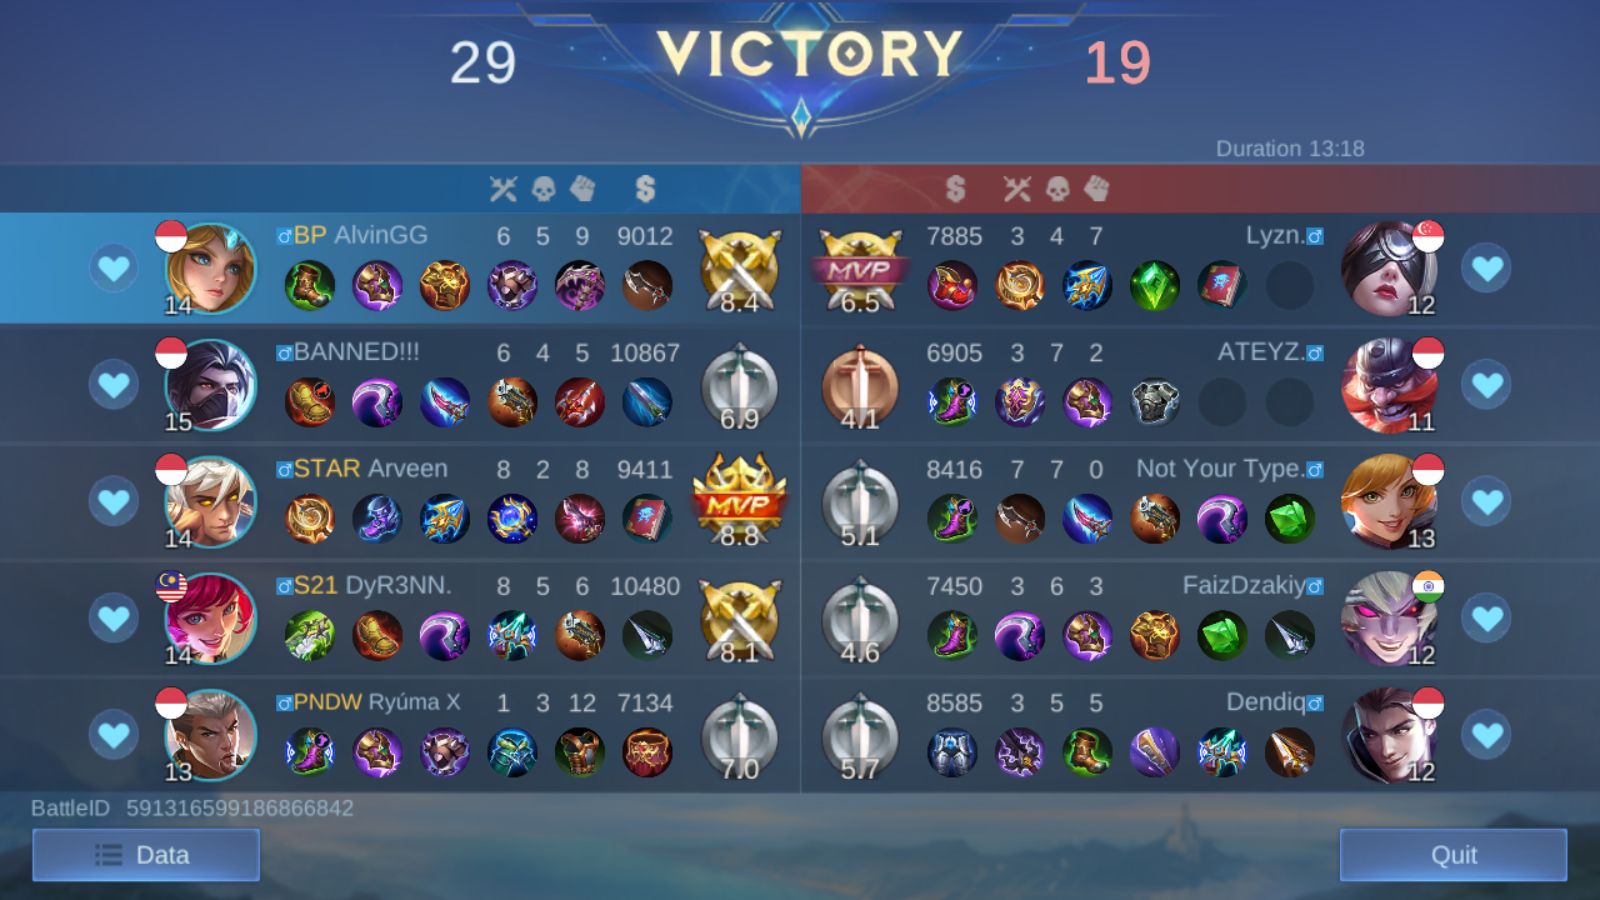 29 VICTORY 19
Duration 13:18
BP AlvinGG 6 5 9 9012
14 8.4
7885 3 4 7 Lyzn.
MVP 6.5 12
BANNED!!! 6 4 5 10867
15 6.9
6905 3 7 2 ATEYZ.
4.1 11
STAR Arveen 8 2 8 9411
14 MVP 8.8
8416 7 7 0 Not Your Type.
5.1 13
S21 DyR3NN. 8 5 6 10480
14 8.1
7450 3 6 3 FaizDzakiy
4.6 12
PNDW Ryúma X 1 3 12 7134
13 7.0
8585 3 5 5 Dendiq
5.7 12
BattleID 591316599186866842
Data
Quit